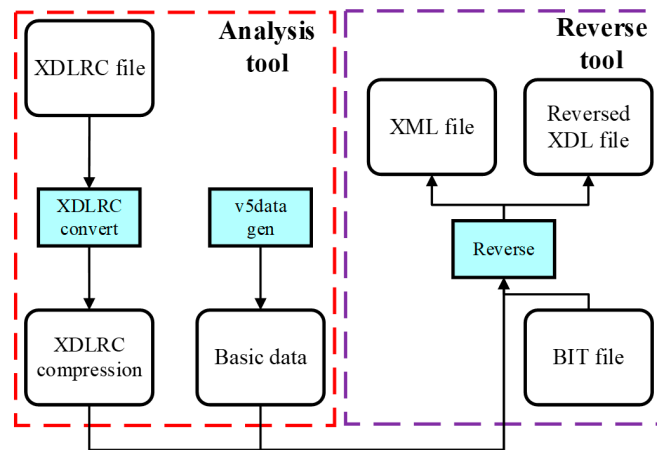 Analysis
tool
XDLRC file
XDLRC
convert
v5data
gen
XDLRC
compression
Basic data
Reverse
tool
XML file
Reversed
XDL file
Reverse
BIT file